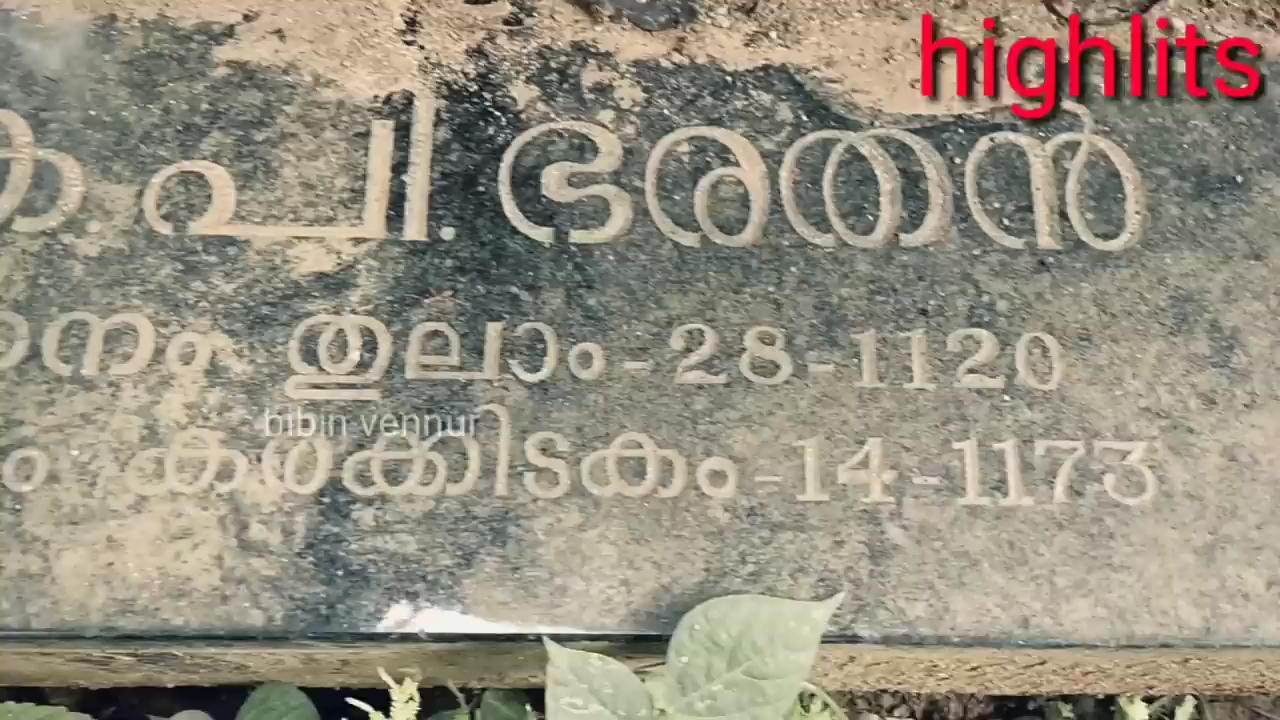 highlits
പി. ഭരതൻ
തുലാം-28-1120
bibin vennur
കർക്കിടകം-14-1173